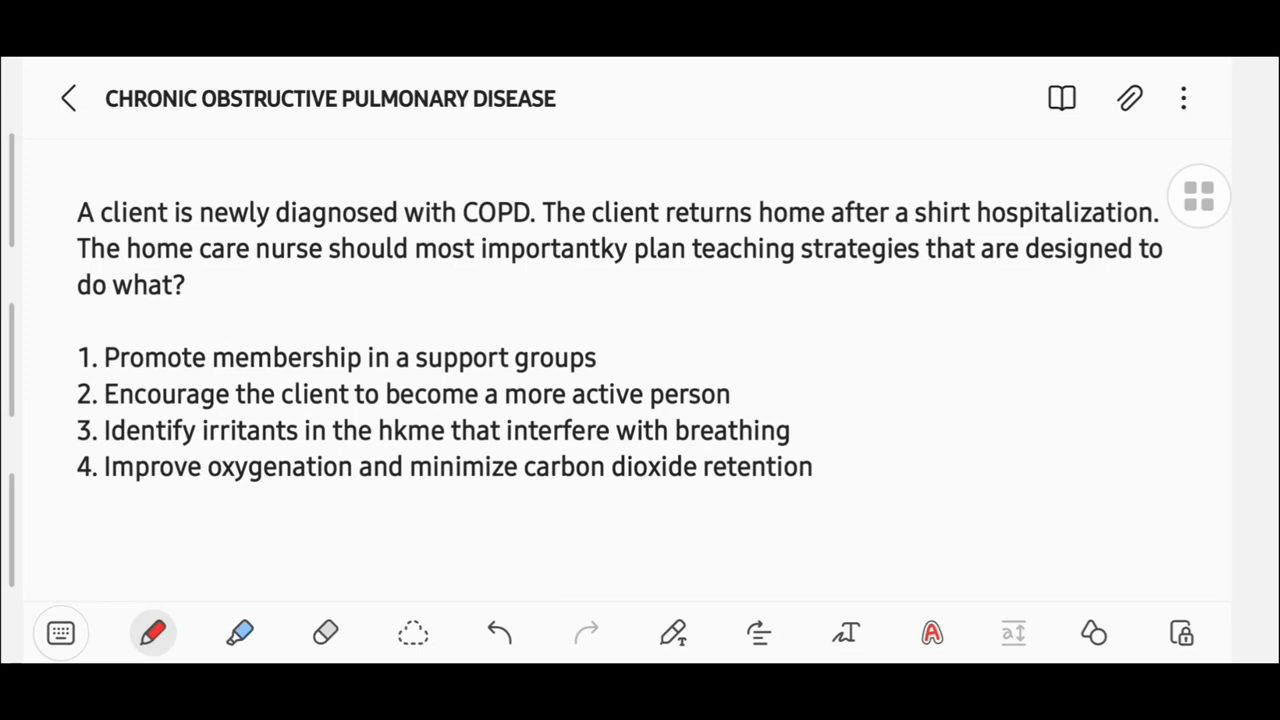 CHRONIC OBSTRUCTIVE PULMONARY DISEASE
A client is newly diagnosed with COPD. The client returns home after a shirt hospitalization.
The home care nurse should most importantky plan teaching strategies that are designed to
do what?
1. Promote membership in a support groups
2. Encourage the client to become a more active person
3. Identify irritants in the hkme that interfere with breathing
4. Improve oxygenation and minimize carbon dioxide retention